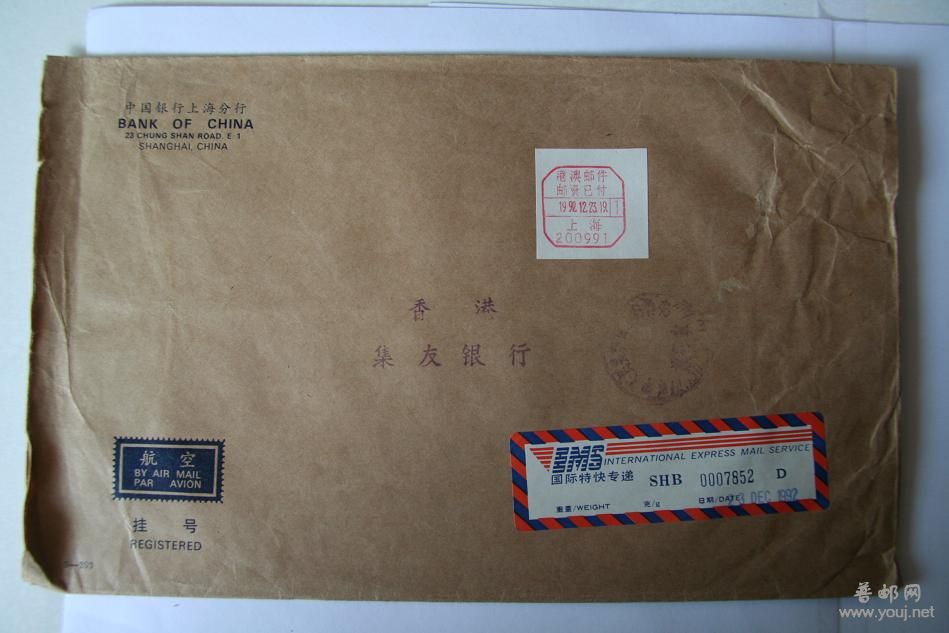 中国银行上海分行
BANK OF CHINA
23 CHUNG SHAN ROAD. E. 1
SHANGHAI, CHINA
港澳邮件
邮资已付
1992.12.23.19
上海
200991
香港
集友银行
航空
BY AIR MAIL
PAR AVION
挂号
REGISTERED
EMS INTERNATIONAL EXPRESS MAIL SERVICE
国际特快专递 SHB 0007852 D
重量/WEIGHT 克/g 日期/DATE 3 DEC 1992
普邮网
www.youj.net